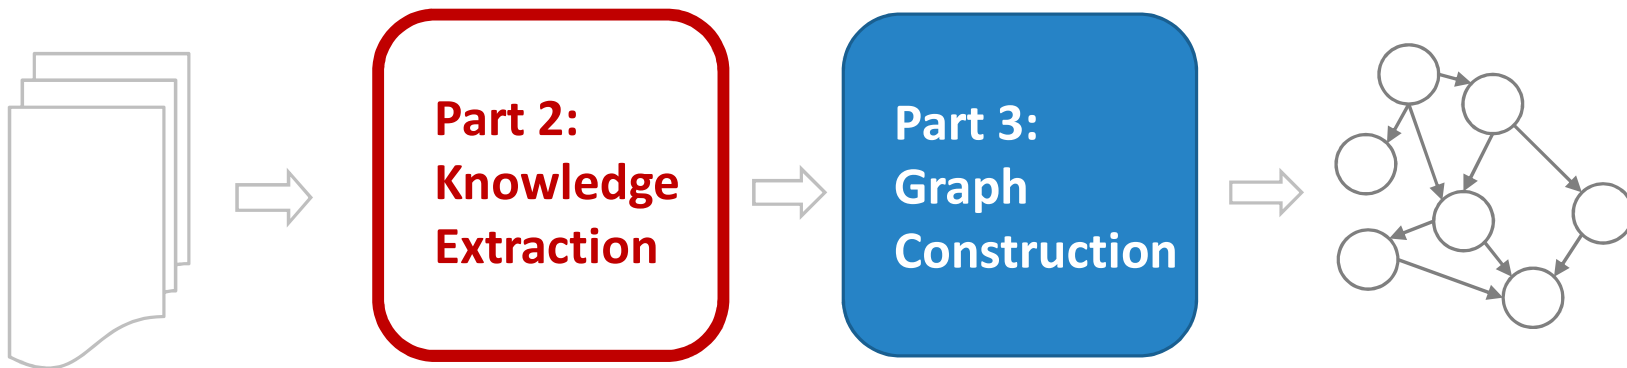 Part 2:
Knowledge
Extraction
Part 3:
Graph
Construction